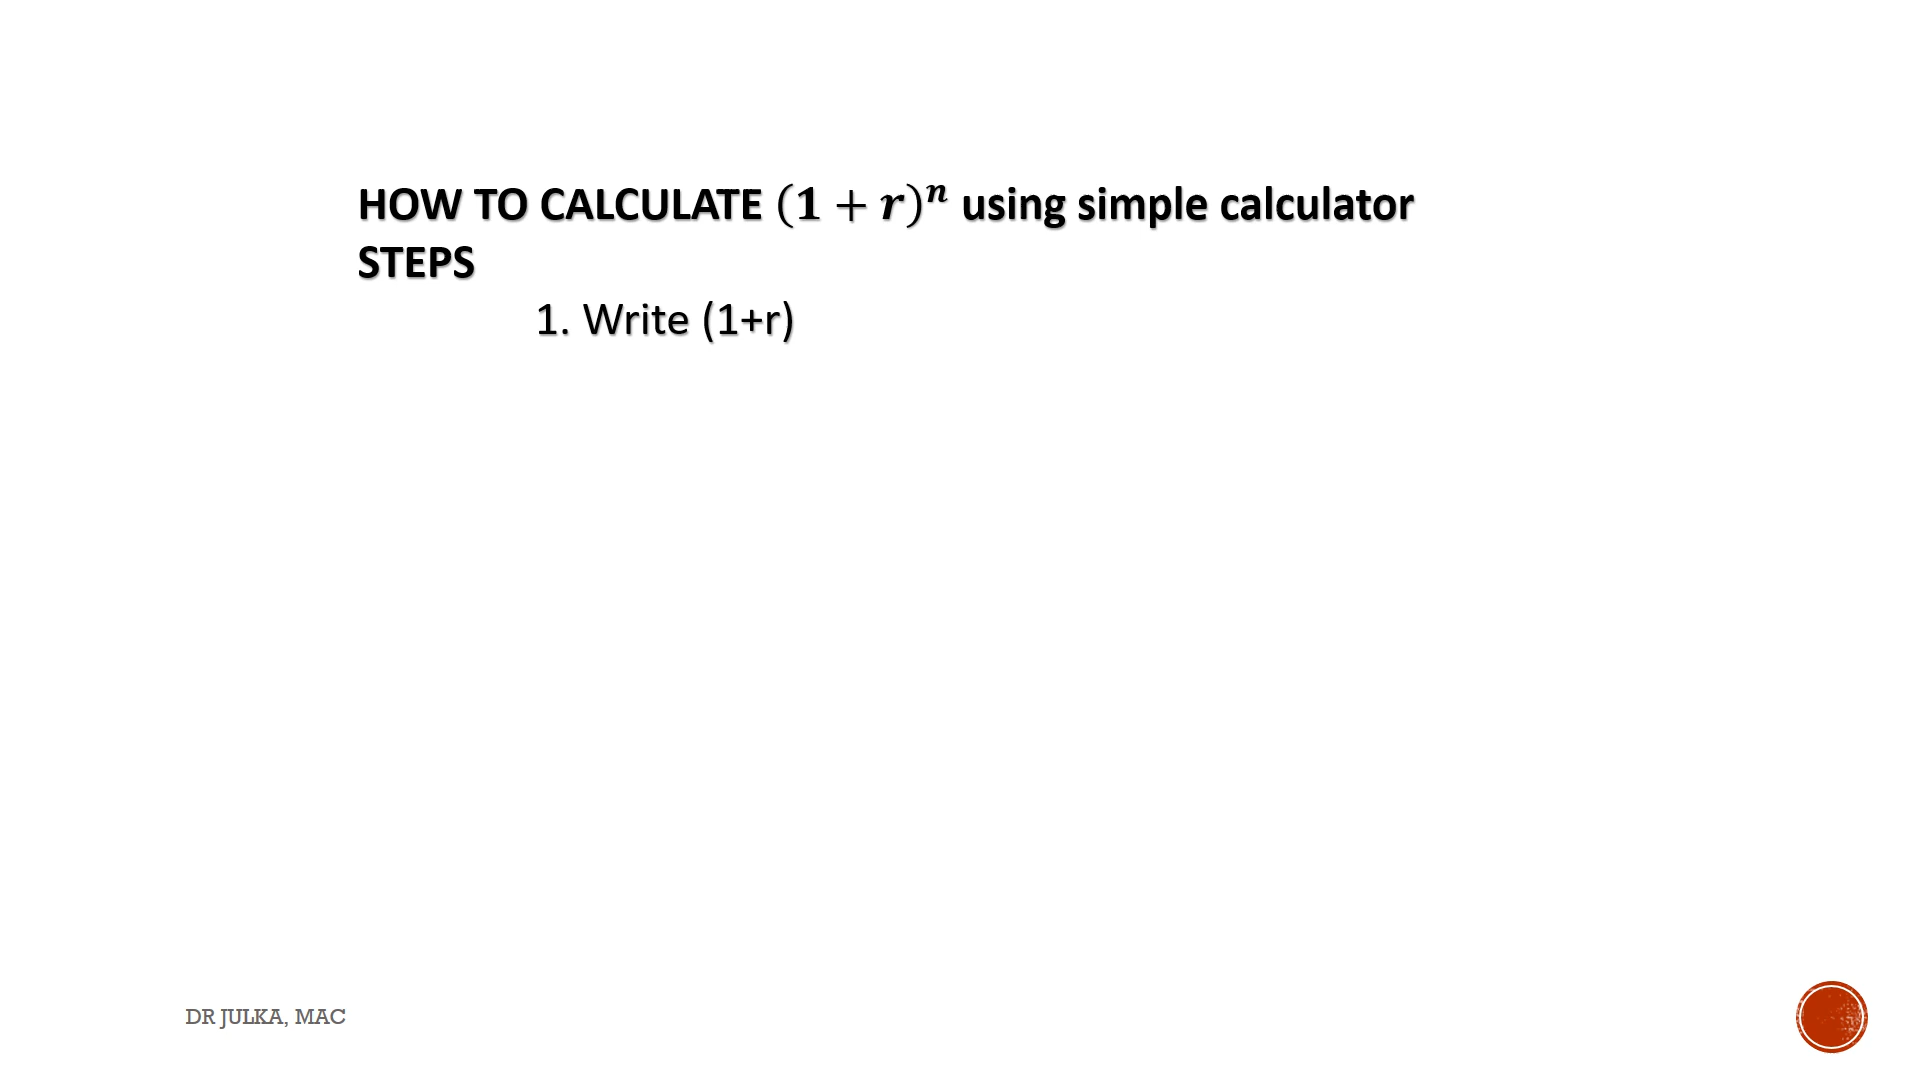 HOW TO CALCULATE (1 + r)ⁿ using simple calculator
STEPS
1. Write (1+r)
DR JULKA, MAC